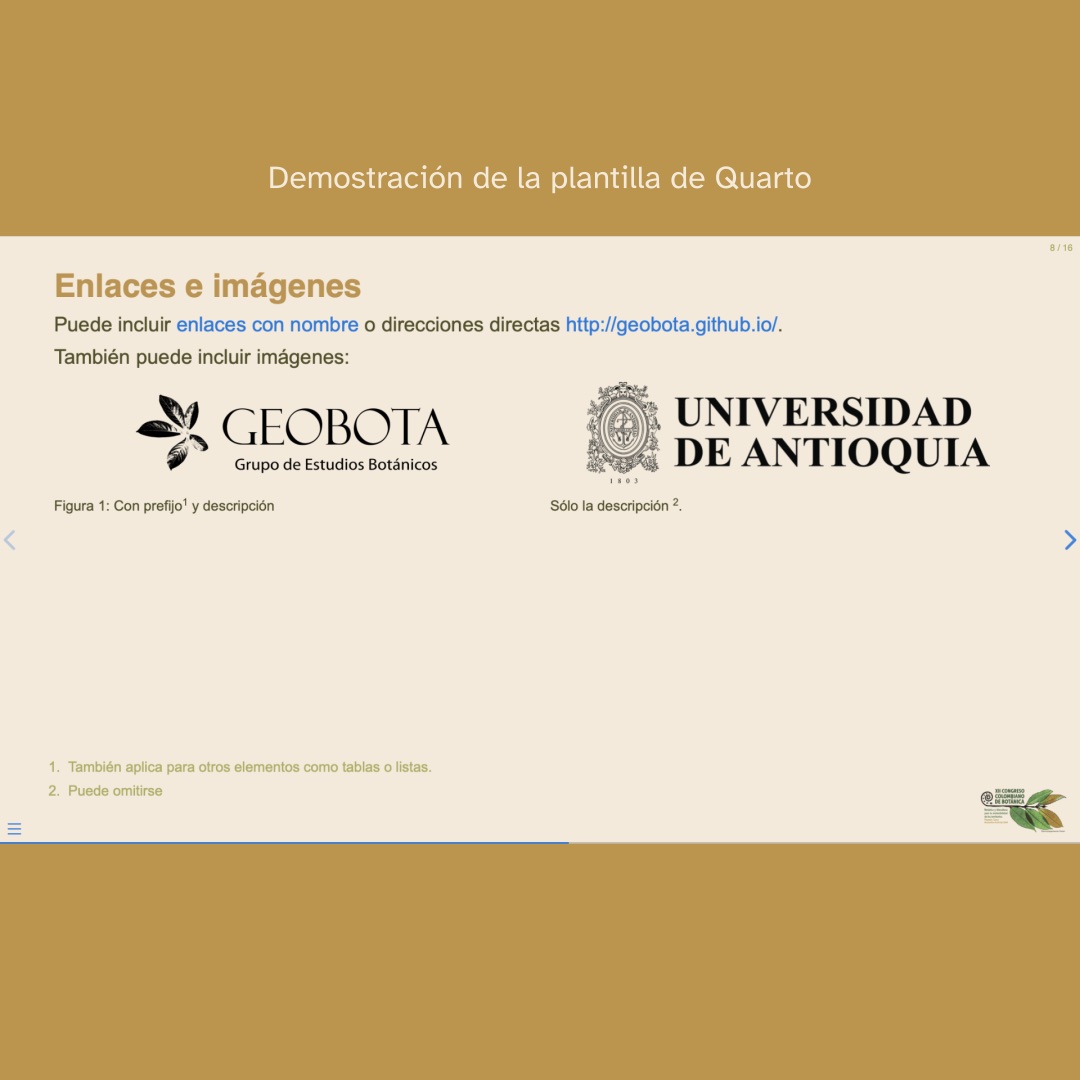 Demostración de la plantilla de Quarto
8 / 16
Enlaces e imágenes
Puede incluir enlaces con nombre o direcciones directas http://geobota.github.io/.
También puede incluir imágenes:
GEOBOTA
Grupo de Estudios Botánicos
UNIVERSIDAD
DE ANTIOQUIA
1803
Figura 1: Con prefijo1 y descripción
Sólo la descripción 2.
1. También aplica para otros elementos como tablas o listas.
2. Puede omitirse
XII CONGRESO
COLOMBIANO
DE BOTÁNICA